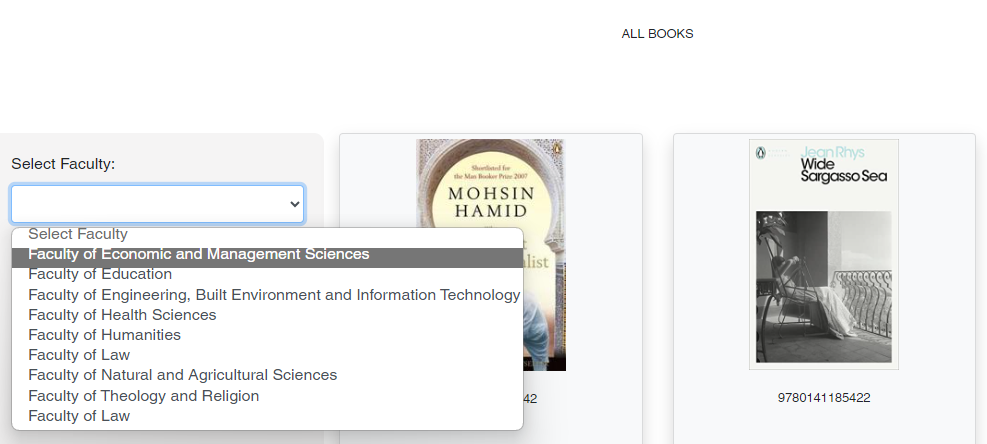 ALL BOOKS
Select Faculty:
Select Faculty
Faculty of Economic and Management Sciences
Faculty of Education
Faculty of Engineering, Built Environment and Information Technology
Faculty of Health Sciences
Faculty of Humanities
Faculty of Law
Faculty of Natural and Agricultural Sciences
Faculty of Theology and Religion
Faculty of Law
Shortlisted for
the Man Booker Prize 2007
MOHSIN
HAMID
alist
42
Jean Rhys
Wide
Sargasso Sea
9780141185422